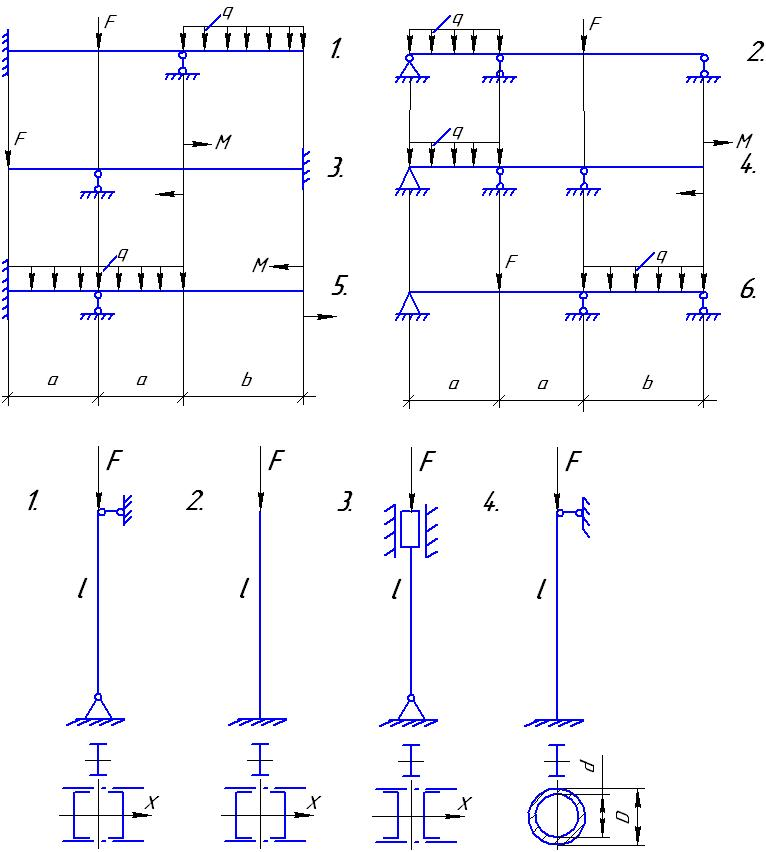 F q 1.
q F 2.
F M 3.
q M 4.
q M 5.
F q 6.
a a b
a a b
1. F 2. F 3. F 4. F
l l l l
d
X X X D